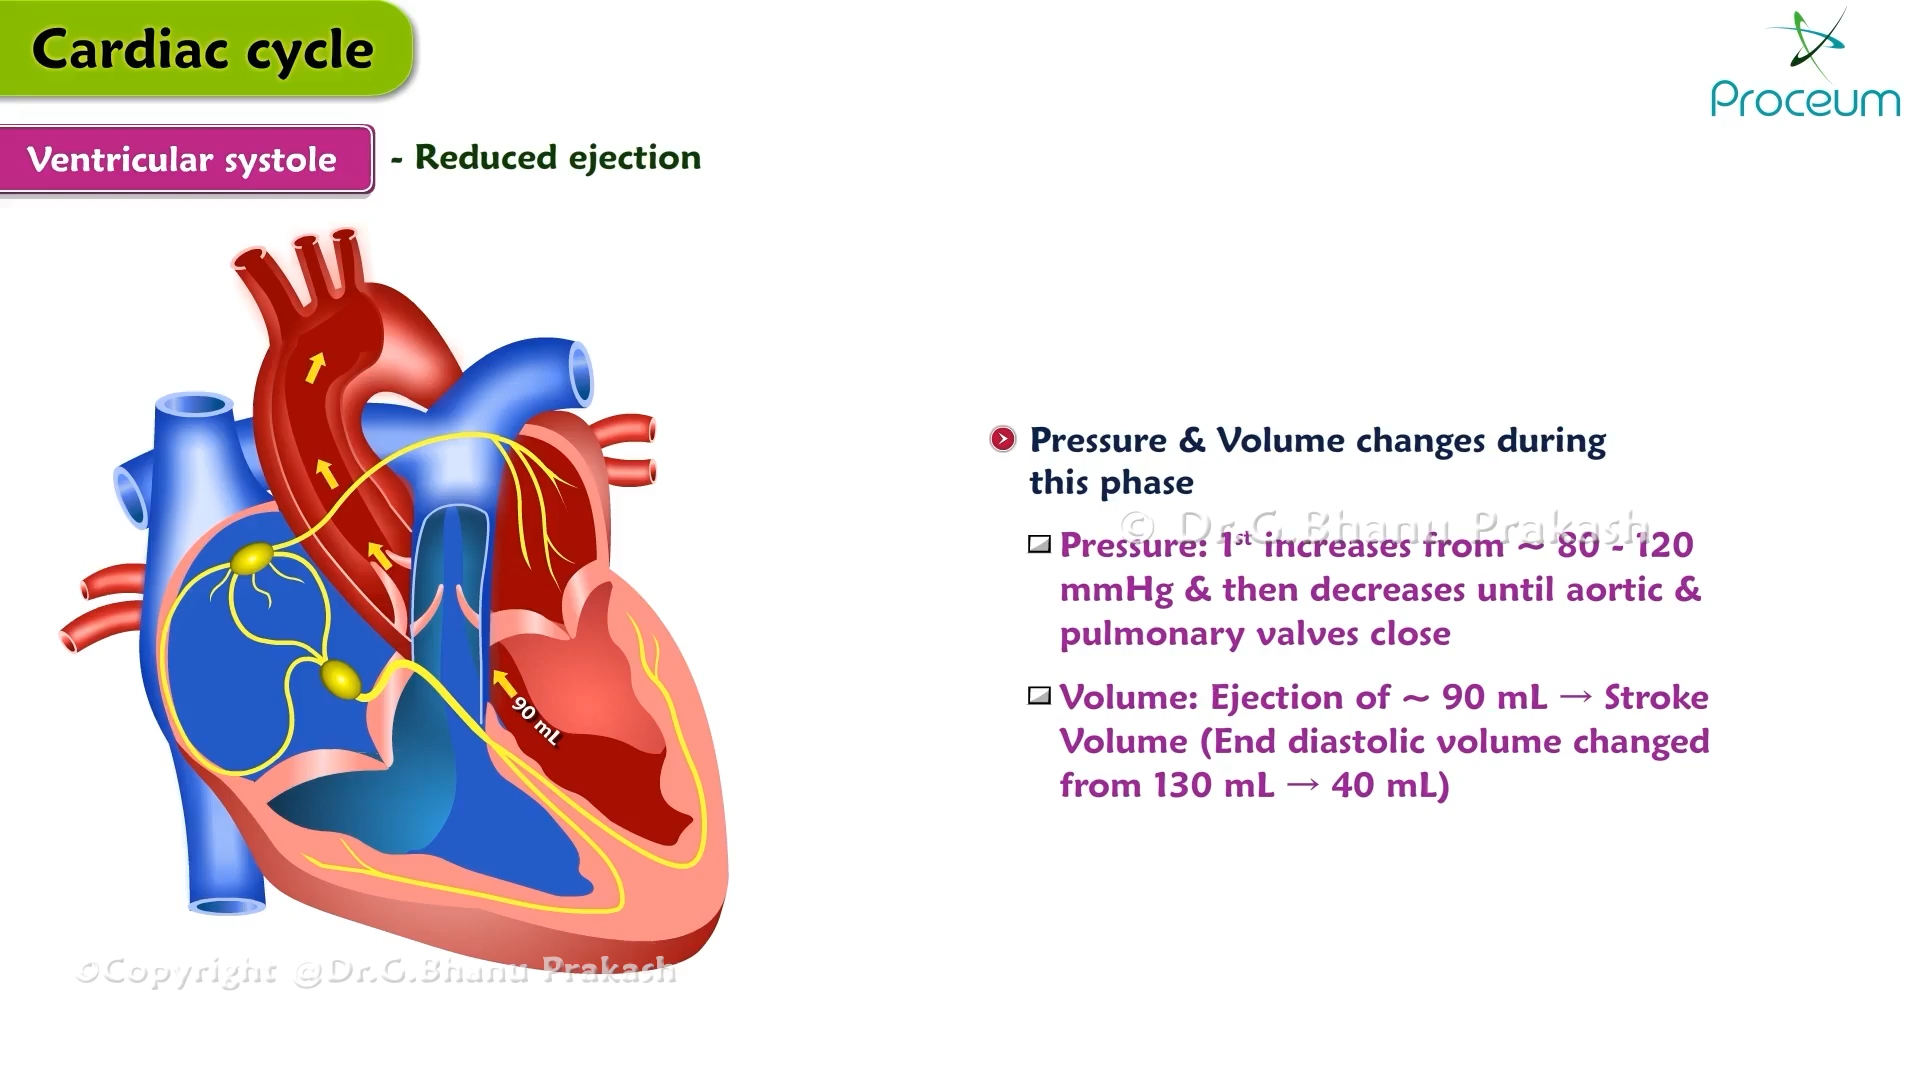 Cardiac cycle
Proceum
Ventricular systole
- Reduced ejection
Pressure & Volume changes during
this phase
© Dr.G.Bhanu Prakash
Pressure: 1st increases from ~ 80 - 120
mmHg & then decreases until aortic &
pulmonary valves close
Volume: Ejection of ~ 90 mL → Stroke
Volume (End diastolic volume changed
from 130 mL → 40 mL)
90 mL
©Copyright @Dr.G.Bhanu Prakash